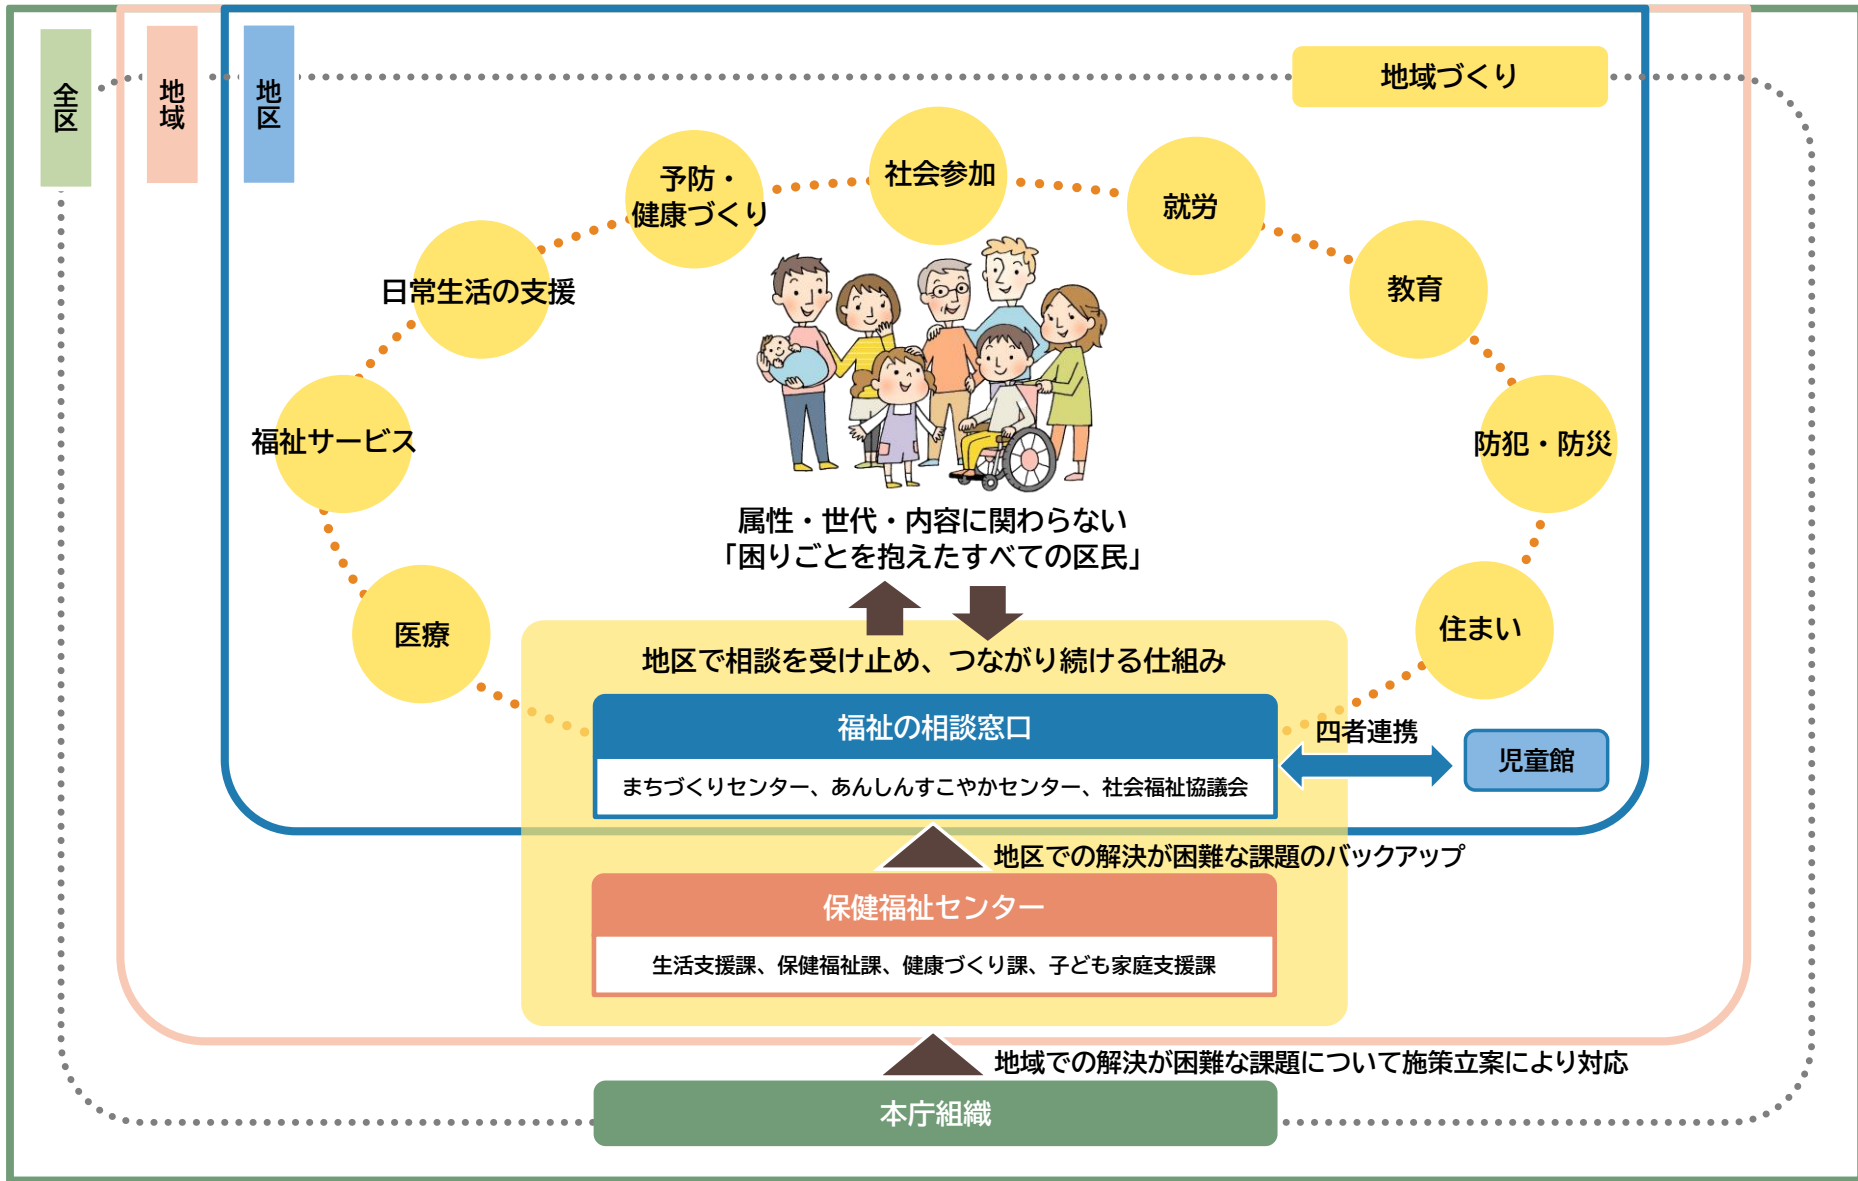 全区
地域
地区
地域づくり
予防・
健康づくり
社会参加
就労
日常生活の支援
教育
福祉サービス
防犯・防災
医療
住まい
属性・世代・内容に関わらない
「困りごとを抱えたすべての区民」
地区で相談を受け止め、つながり続ける仕組み
福祉の相談窓口
まちづくりセンター、あんしんすこやかセンター、社会福祉協議会
四者連携
児童館
地区での解決が困難な課題のバックアップ
保健福祉センター
生活支援課、保健福祉課、健康づくり課、子ども家庭支援課
地域での解決が困難な課題について施策立案により対応
本庁組織